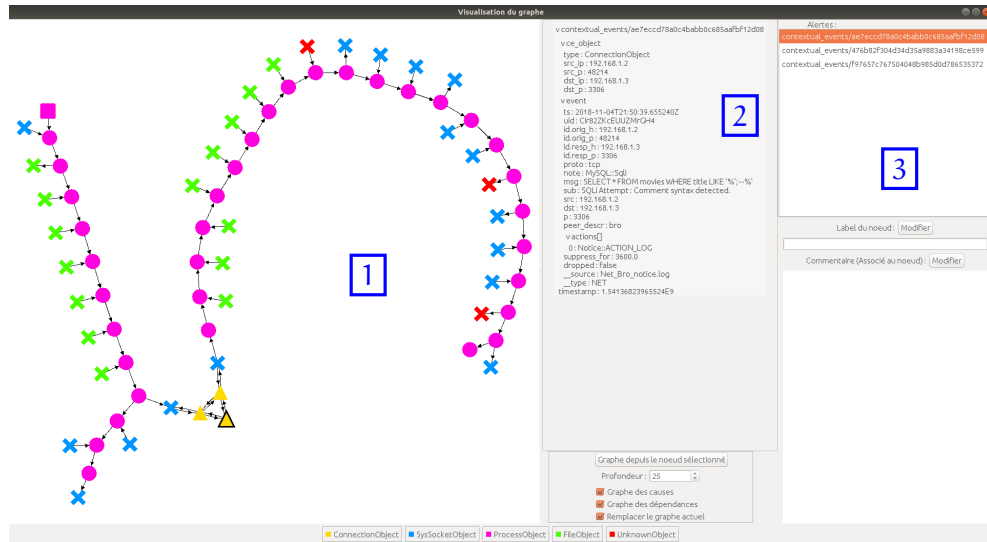 Visualisation du graphe
1
v contextual_events/ae7eccd78a0c4babb0c685aafbf12d08
v ce_object
type : ConnectionObject
src_ip : 192.168.1.2
src_p : 48214
dst_ip : 192.168.1.3
dst_p : 3306
v event
ts : 2018-11-04T21:50:39.655240Z
uid : Cir82ZKcEUUZMrQH4
id.orig_h : 192.168.1.2
id.orig_p : 48214
id.resp_h : 192.168.1.3
id.resp_p : 3306
proto : tcp
note : MySQL::Sqli
msg : SELECT * FROM movies WHERE title LIKE '%';--%'
sub : SQLi Attempt : Comment syntax detected.
src : 192.168.1.2
dst : 192.168.1.3
p : 3306
peer_descr : bro
v actions[]
0 : Notice::ACTION_LOG
suppress_for : 3600.0
dropped : false
__source : Net_Bro_notice.log
__type : NET
timestamp : 1.54136823965524E9
2
Graphe depuis le noeud sélectionné
Profondeur : 25
Graphe des causes
Graphe des dépendances
Remplacer le graphe actuel
Alertes :
contextual_events/ae7eccd78a0c4babb0c685aafbf12d08
contextual_events/476b82f304d34d35a9883a34198ce599
contextual_events/f97657c767504048b985d0d786535372
3
Label du noeud : Modifier
Commentaire (Associé au noeud) : Modifier
ConnectionObject SysSocketObject ProcessObject FileObject UnknownObject